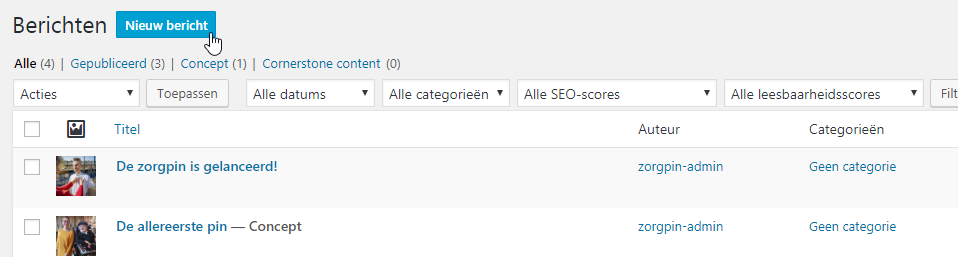 Berichten Nieuw bericht
Alle (4) | Gepubliceerd (3) | Concept (1) | Cornerstone content (0)
Acties Toepassen Alle datums Alle categorieën Alle SEO-scores Alle leesbaarheidsscores Filt
Titel Auteur Categorieën
De zorgpin is gelanceerd! zorgpin-admin Geen categorie
De allereerste pin — Concept zorgpin-admin Geen categorie